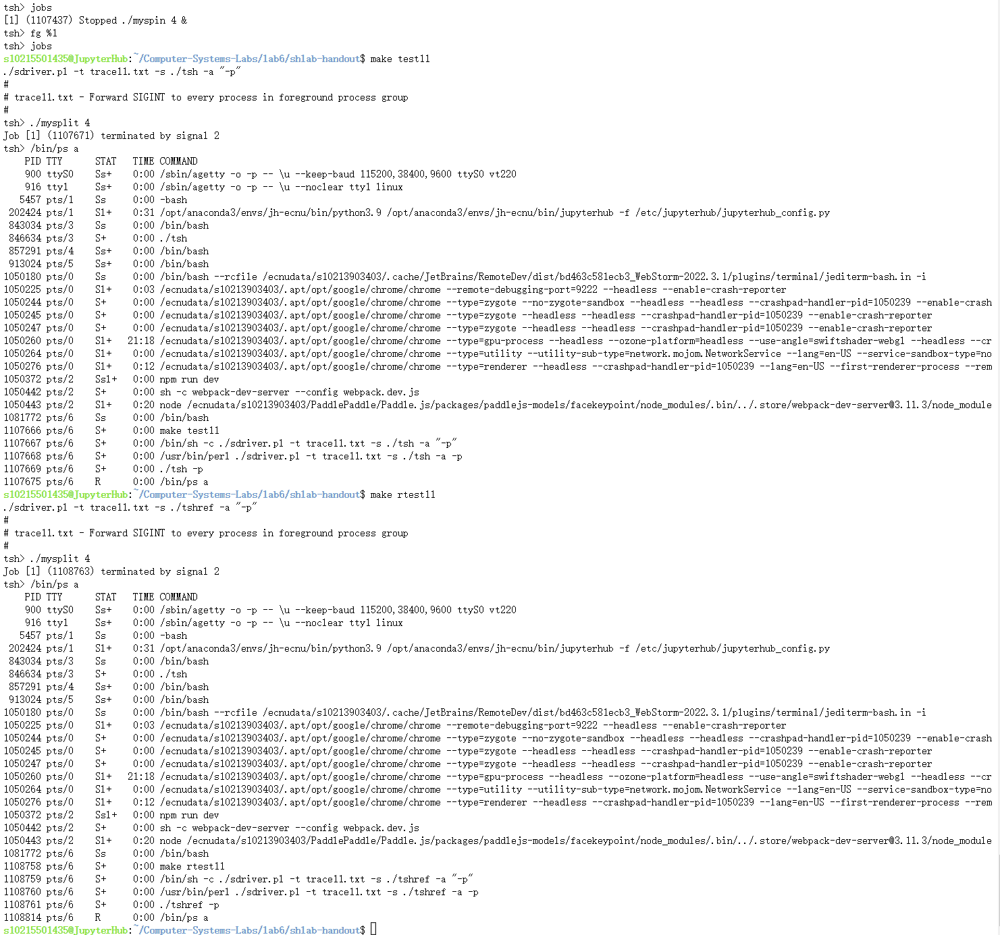 tsh> jobs
[1] (1107437) Stopped ./myspin 4 &
tsh> fg %1
tsh> jobs
s10215501435@JupyterHub:~/Computer-Systems-Labs/lab6/shlab-handout$ make test11
./sdriver.pl -t trace11.txt -s ./tsh -a "-p"
#
# trace11.txt - Forward SIGINT to every process in foreground process group
#
tsh> ./mysplit 4
Job [1] (1107671) terminated by signal 2
tsh> /bin/ps a
PID TTY STAT TIME COMMAND
900 ttyS0 Ss+ 0:00 /sbin/agetty -o -p -- \u --keep-baud 115200,38400,9600 ttyS0 vt220
916 tty1 Ss+ 0:00 /sbin/agetty -o -p -- \u --noclear tty1 linux
5457 pts/1 Ss 0:00 -bash
202424 pts/1 Sl+ 0:31 /opt/anaconda3/envs/jh-ecnu/bin/python3.9 /opt/anaconda3/envs/jh-ecnu/bin/jupyterhub -f /etc/jupyterhub/jupyterhub_config.py
843034 pts/3 Ss 0:00 /bin/bash
846634 pts/3 S+ 0:00 ./tsh
857291 pts/4 Ss+ 0:00 /bin/bash
913024 pts/5 Ss+ 0:00 /bin/bash
1050180 pts/0 Ss 0:00 /bin/bash --rcfile /ecnudata/s10213903403/.cache/JetBrains/RemoteDev/dist/bd463c581ecb3_WebStorm-2022.3.1/plugins/terminal/jediterm-bash.in -i
1050225 pts/0 Sl+ 0:03 /ecnudata/s10213903403/.apt/opt/google/chrome/chrome --remote-debugging-port=9222 --headless --enable-crash-reporter
1050244 pts/0 S+ 0:00 /ecnudata/s10213903403/.apt/opt/google/chrome/chrome --type=zygote --no-zygote-sandbox --headless --headless --crashpad-handler-pid=1050239 --enable-crash
1050245 pts/0 S+ 0:00 /ecnudata/s10213903403/.apt/opt/google/chrome/chrome --type=zygote --headless --headless --crashpad-handler-pid=1050239 --enable-crash-reporter
1050247 pts/0 S+ 0:00 /ecnudata/s10213903403/.apt/opt/google/chrome/chrome --type=zygote --headless --headless --crashpad-handler-pid=1050239 --enable-crash-reporter
1050260 pts/0 Sl+ 21:18 /ecnudata/s10213903403/.apt/opt/google/chrome/chrome --type=gpu-process --headless --ozone-platform=headless --use-angle=swiftshader-webgl --headless --cr
1050264 pts/0 Sl+ 0:00 /ecnudata/s10213903403/.apt/opt/google/chrome/chrome --type=utility --utility-sub-type=network.mojom.NetworkService --lang=en-US --service-sandbox-type=no
1050276 pts/0 Sl+ 0:12 /ecnudata/s10213903403/.apt/opt/google/chrome/chrome --type=renderer --headless --crashpad-handler-pid=1050239 --lang=en-US --first-renderer-process --rem
1050372 pts/2 Ssl+ 0:00 npm run dev
1050442 pts/2 S+ 0:00 sh -c webpack-dev-server --config webpack.dev.js
1050443 pts/2 Sl+ 0:20 node /ecnudata/s10213903403/PaddlePaddle/Paddle.js/packages/paddlejs-models/facekeypoint/node_modules/.bin/../.store/webpack-dev-server@3.11.3/node_module
1081772 pts/6 Ss 0:00 /bin/bash
1107666 pts/6 S+ 0:00 make test11
1107667 pts/6 S+ 0:00 /bin/sh -c ./sdriver.pl -t trace11.txt -s ./tsh -a "-p"
1107668 pts/6 S+ 0:00 /usr/bin/perl ./sdriver.pl -t trace11.txt -s ./tsh -a -p
1107669 pts/6 S+ 0:00 ./tsh -p
1107675 pts/6 R 0:00 /bin/ps a
s10215501435@JupyterHub:~/Computer-Systems-Labs/lab6/shlab-handout$ make rtest11
./sdriver.pl -t trace11.txt -s ./tshref -a "-p"
#
# trace11.txt - Forward SIGINT to every process in foreground process group
#
tsh> ./mysplit 4
Job [1] (1108763) terminated by signal 2
tsh> /bin/ps a
PID TTY STAT TIME COMMAND
900 ttyS0 Ss+ 0:00 /sbin/agetty -o -p -- \u --keep-baud 115200,38400,9600 ttyS0 vt220
916 tty1 Ss+ 0:00 /sbin/agetty -o -p -- \u --noclear tty1 linux
5457 pts/1 Ss 0:00 -bash
202424 pts/1 Sl+ 0:31 /opt/anaconda3/envs/jh-ecnu/bin/python3.9 /opt/anaconda3/envs/jh-ecnu/bin/jupyterhub -f /etc/jupyterhub/jupyterhub_config.py
843034 pts/3 Ss 0:00 /bin/bash
846634 pts/3 S+ 0:00 ./tsh
857291 pts/4 Ss+ 0:00 /bin/bash
913024 pts/5 Ss+ 0:00 /bin/bash
1050180 pts/0 Ss 0:00 /bin/bash --rcfile /ecnudata/s10213903403/.cache/JetBrains/RemoteDev/dist/bd463c581ecb3_WebStorm-2022.3.1/plugins/terminal/jediterm-bash.in -i
1050225 pts/0 Sl+ 0:03 /ecnudata/s10213903403/.apt/opt/google/chrome/chrome --remote-debugging-port=9222 --headless --enable-crash-reporter
1050244 pts/0 S+ 0:00 /ecnudata/s10213903403/.apt/opt/google/chrome/chrome --type=zygote --no-zygote-sandbox --headless --headless --crashpad-handler-pid=1050239 --enable-crash
1050245 pts/0 S+ 0:00 /ecnudata/s10213903403/.apt/opt/google/chrome/chrome --type=zygote --headless --headless --crashpad-handler-pid=1050239 --enable-crash-reporter
1050247 pts/0 S+ 0:00 /ecnudata/s10213903403/.apt/opt/google/chrome/chrome --type=zygote --headless --headless --crashpad-handler-pid=1050239 --enable-crash-reporter
1050260 pts/0 Sl+ 21:18 /ecnudata/s10213903403/.apt/opt/google/chrome/chrome --type=gpu-process --headless --ozone-platform=headless --use-angle=swiftshader-webgl --headless --cr
1050264 pts/0 Sl+ 0:00 /ecnudata/s10213903403/.apt/opt/google/chrome/chrome --type=utility --utility-sub-type=network.mojom.NetworkService --lang=en-US --service-sandbox-type=no
1050276 pts/0 Sl+ 0:12 /ecnudata/s10213903403/.apt/opt/google/chrome/chrome --type=renderer --headless --crashpad-handler-pid=1050239 --lang=en-US --first-renderer-process --rem
1050372 pts/2 Ssl+ 0:00 npm run dev
1050442 pts/2 S+ 0:00 sh -c webpack-dev-server --config webpack.dev.js
1050443 pts/2 Sl+ 0:20 node /ecnudata/s10213903403/PaddlePaddle/Paddle.js/packages/paddlejs-models/facekeypoint/node_modules/.bin/../.store/webpack-dev-server@3.11.3/node_module
1081772 pts/6 Ss 0:00 /bin/bash
1108758 pts/6 S+ 0:00 make rtest11
1108759 pts/6 S+ 0:00 /bin/sh -c ./sdriver.pl -t trace11.txt -s ./tshref -a "-p"
1108760 pts/6 S+ 0:00 /usr/bin/perl ./sdriver.pl -t trace11.txt -s ./tshref -a -p
1108761 pts/6 S+ 0:00 ./tshref -p
1108814 pts/6 R 0:00 /bin/ps a
s10215501435@JupyterHub:~/Computer-Systems-Labs/lab6/shlab-handout$